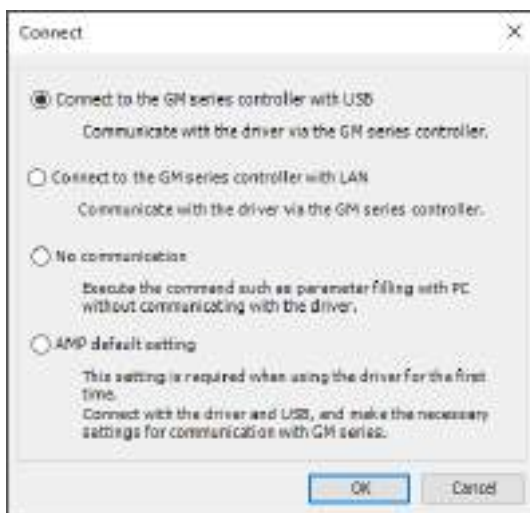 Connect
Connect to the GM series controller with USB
Communicate with the driver via the GM series controller.
Connect to the GM series controller with LAN
Communicate with the driver via the GM series controller.
No communication
Execute the command such as parameter filling with PC
without communicating with the driver.
AMP default setting
This setting is required when using the driver for the first
time.
Connect with the driver and USB, and make the necessary
settings for communication with GM series.
OK
Cancel